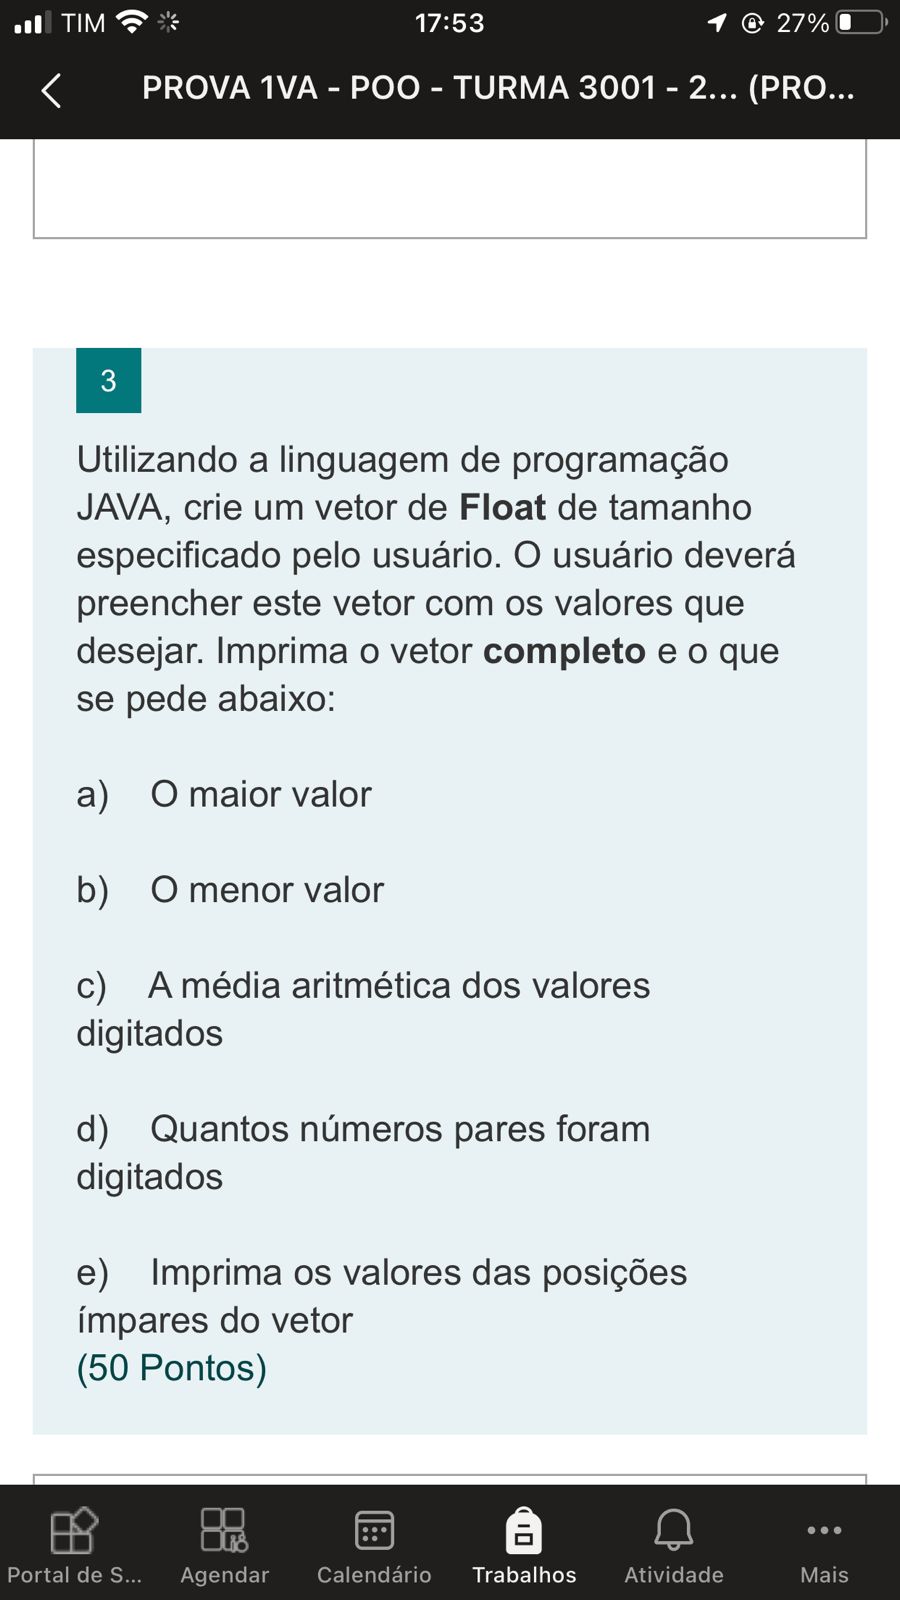 TIM 17:53 27%
PROVA 1VA - POO - TURMA 3001 - 2... (PRO...
3
Utilizando a linguagem de programação
JAVA, crie um vetor de Float de tamanho
especificado pelo usuário. O usuário deverá
preencher este vetor com os valores que
desejar. Imprima o vetor completo e o que
se pede abaixo:
a) O maior valor
b) O menor valor
c) A média aritmética dos valores
digitados
d) Quantos números pares foram
digitados
e) Imprima os valores das posições
ímpares do vetor
(50 Pontos)
Portal de S... Agendar Calendário Trabalhos Atividade Mais